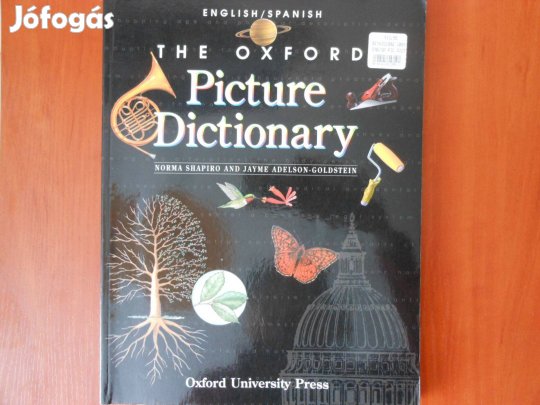 Jófogás
ENGLISH/SPANISH
THE OXFORD
Picture
Dictionary
NORMA SHAPIRO AND JAYME ADELSON-GOLDSTEIN
Oxford University Press